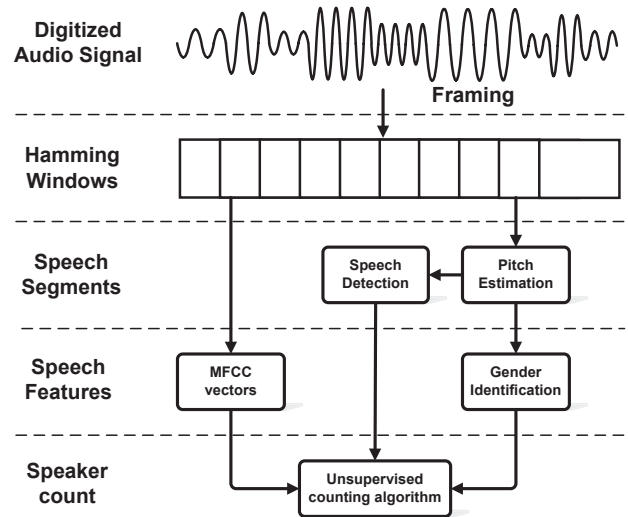 Digitized
Audio Signal
Framing
Hamming
Windows
Speech
Segments
Speech
Detection
Pitch
Estimation
Speech
Features
MFCC
vectors
Gender
Identification
Speaker
count
Unsupervised
counting algorithm